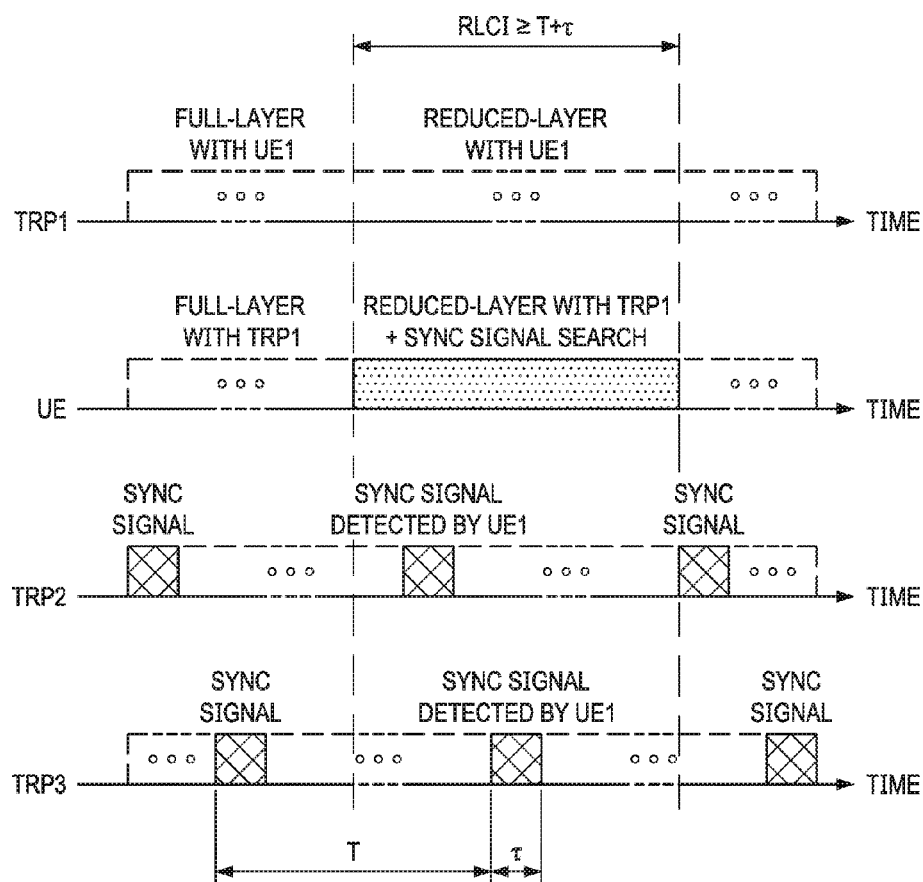 RLCI ≥ T+τ
FULL-LAYER
WITH UE1
REDUCED-LAYER
WITH UE1
TRP1
TIME
FULL-LAYER
WITH TRP1
REDUCED-LAYER WITH TRP1
+ SYNC SIGNAL SEARCH
UE
TIME
SYNC
SIGNAL
SYNC SIGNAL
DETECTED BY UE1
SYNC
SIGNAL
TRP2
TIME
SYNC
SIGNAL
SYNC SIGNAL
DETECTED BY UE1
SYNC
SIGNAL
TRP3
TIME
T
τ